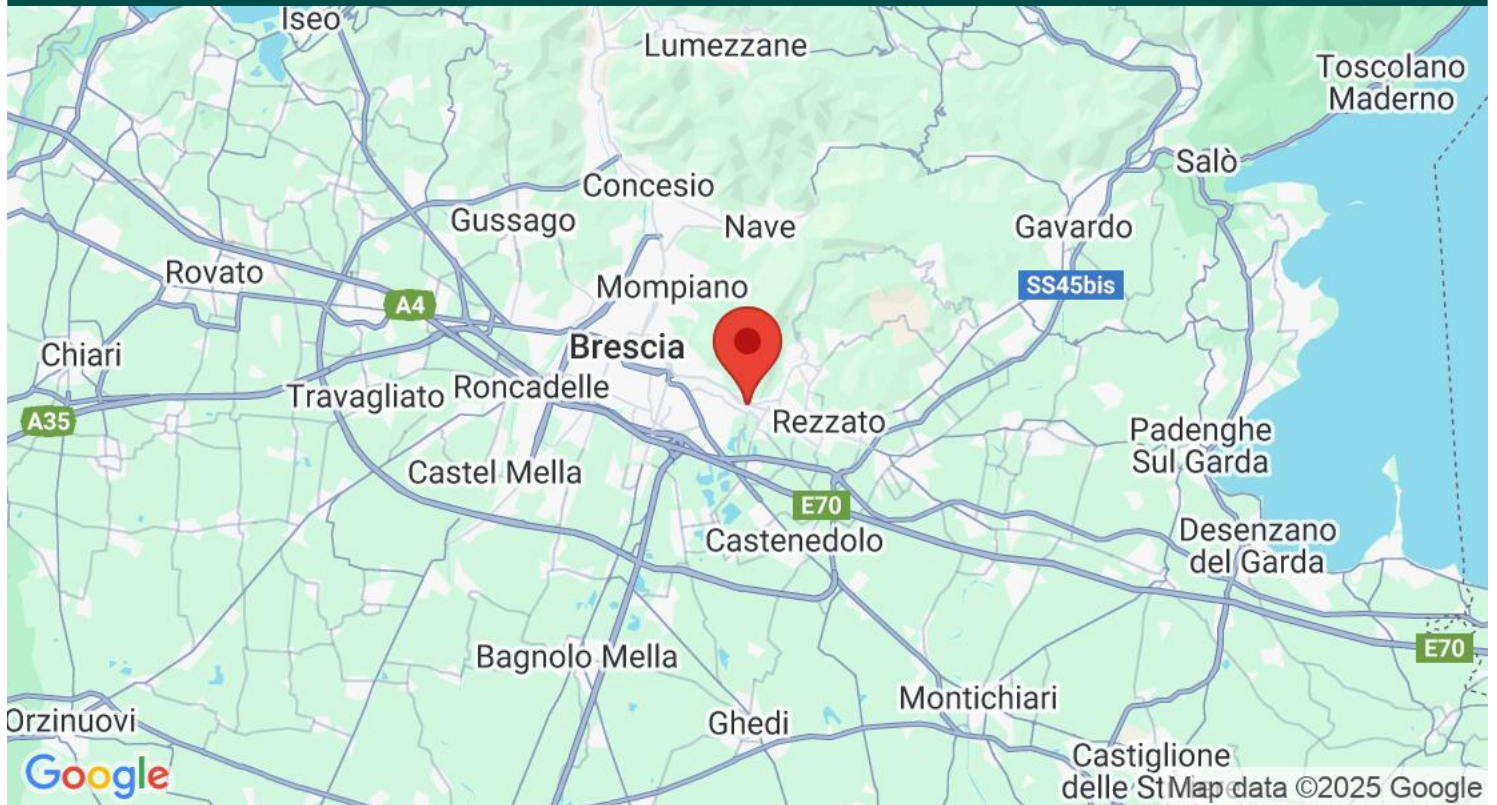 Iseo
Lumezzane
Toscolano
Maderno
Salò
Concesio
Gussago
Nave
Gavardo
Rovato
Mompiano
SS45bis
A4
Brescia
Chiari
Travagliato
Roncadelle
A35
Rezzato
Padenghe
Sul Garda
Castel Mella
E70
Castenedolo
Desenzano
del Garda
Bagnolo Mella
E70
Montichiari
Orzinuovi
Ghedi
Castiglione
delle St
Google
Map data ©2025 Google